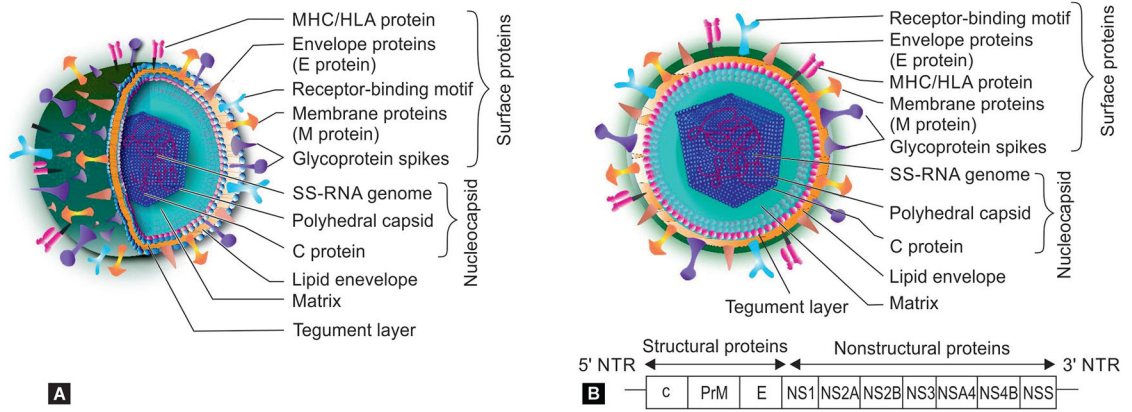 MHC/HLA protein
Envelope proteins
(E protein)
Receptor-binding motif
Membrane proteins
(M protein)
Glycoprotein spikes
Surface proteins
SS-RNA genome
Polyhedral capsid
C protein
Nucleocapsid
Lipid enevelope
Matrix
Tegument layer
A
Receptor-binding motif
Envelope proteins
(E protein)
MHC/HLA protein
Membrane proteins
(M protein)
Glycoprotein spikes
Surface proteins
SS-RNA genome
Polyhedral capsid
C protein
Nucleocapsid
Lipid envelope
Matrix
Tegument layer
Structural proteins Nonstructural proteins
5' NTR 3' NTR
B
c PrM E NS1 NS2A NS2B NS3 NSA4 NS4B NSS